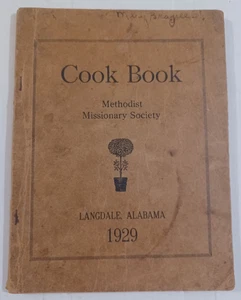 Cook Book
Methodist
Missionary Society
LANGDALE, ALABAMA
1929